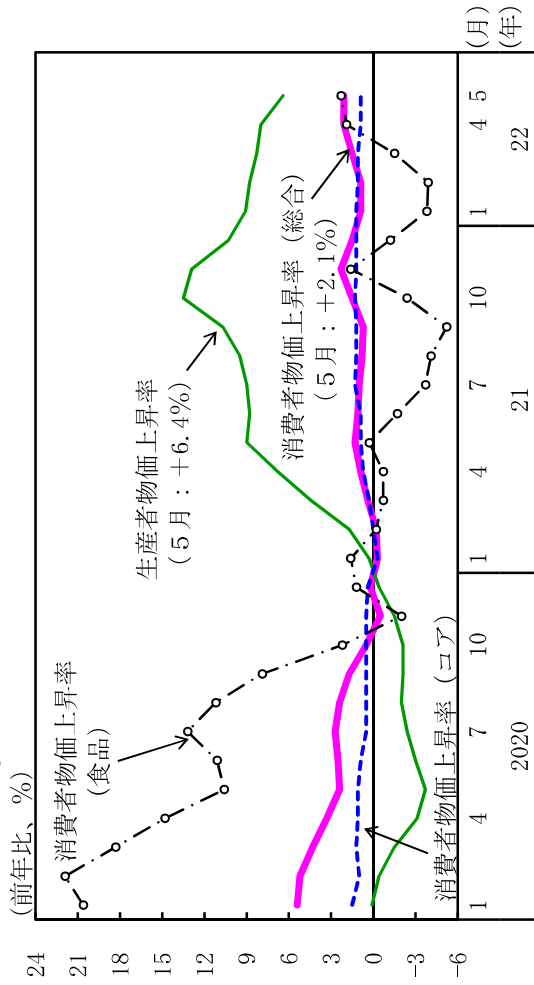 (前年比、%)
24
21
18
15
12
9
6
3
0
−3
−6
消費者物価上昇率
(食品)
生産者物価上昇率
(5月：＋6.4%)
消費者物価上昇率 (総合)
(5月：＋2.1%)
消費者物価上昇率 (コア)
1 4 7 10 1 4 7 10 1 4 5 (月)
2020 21 22 (年)